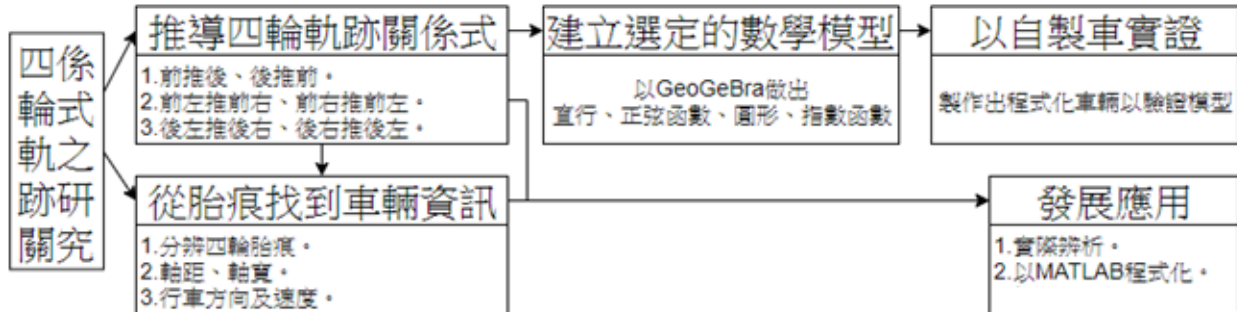 四係
輪式
軌之
跡研
關究
推導四輪軌跡關係式
1.前推後、後推前。
2.前左推前右、前右推前左。
3.後左推後右、後右推後左。
建立選定的數學模型
以GeoGeBra做出
直行、正弦函數、圓形、指數函數
以自製車實證
製作出程式化車輛以驗證模型
從胎痕找到車輛資訊
1.分辨四輪胎痕。
2.軸距、軸寬。
3.行車方向及速度。
發展應用
1.實際辨析。
2.以MATLAB程式化。